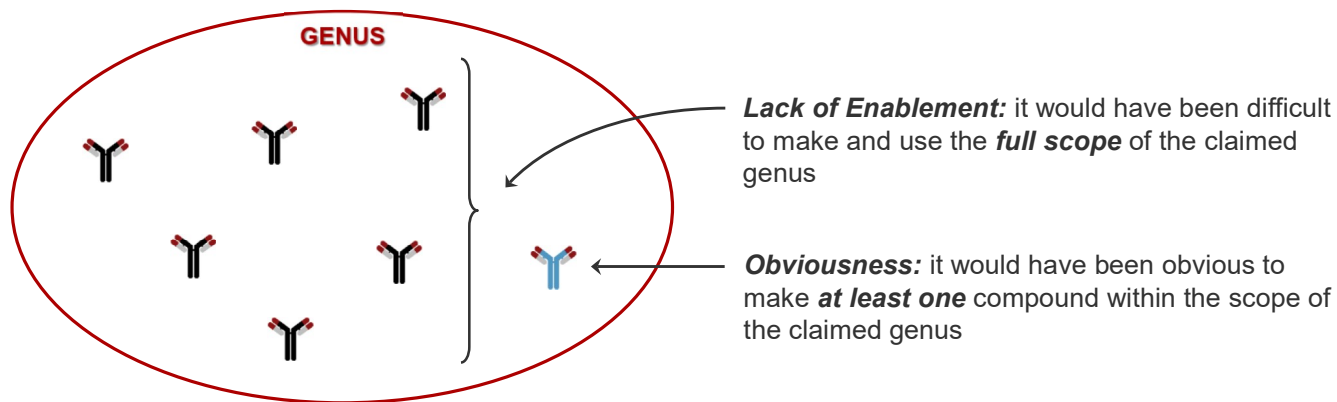 GENUS
Lack of Enablement: it would have been difficult
to make and use the full scope of the claimed
genus
Obviousness: it would have been obvious to
make at least one compound within the scope of
the claimed genus